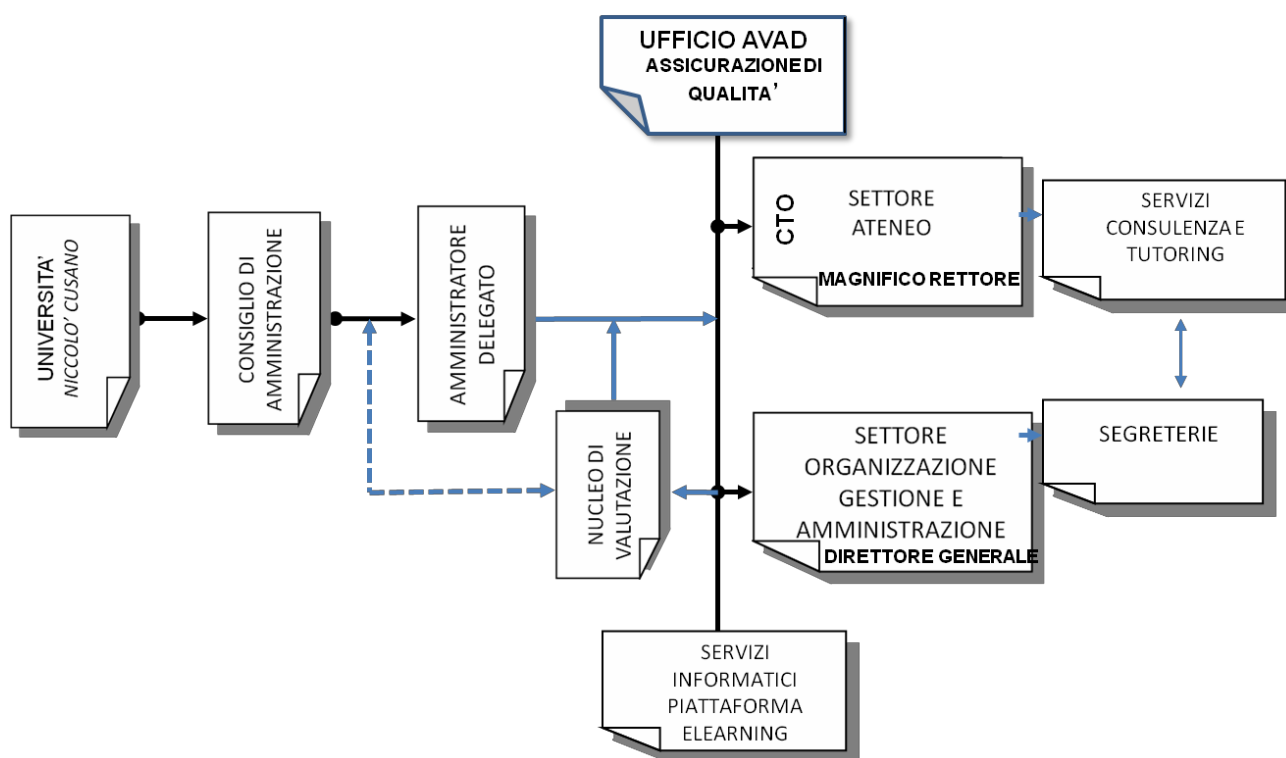 UFFICIO AVAD
ASSICURAZIONE DI
QUALITA’
UNIVERSITA’
NICCOLO’ CUSANO
CONSIGLIO DI
AMMINISTRAZIONE
AMMINISTRATORE
DELEGATO
NUCLEO DI
VALUTAZIONE
CTO
SETTORE
ATENEO
MAGNIFICO RETTORE
SERVIZI
CONSULENZA E
TUTORING
SETTORE
ORGANIZZAZIONE
GESTIONE E
AMMINISTRAZIONE
DIRETTORE GENERALE
SEGRETERIE
SERVIZI
INFORMATICI
PIATTAFORMA
ELEARNING